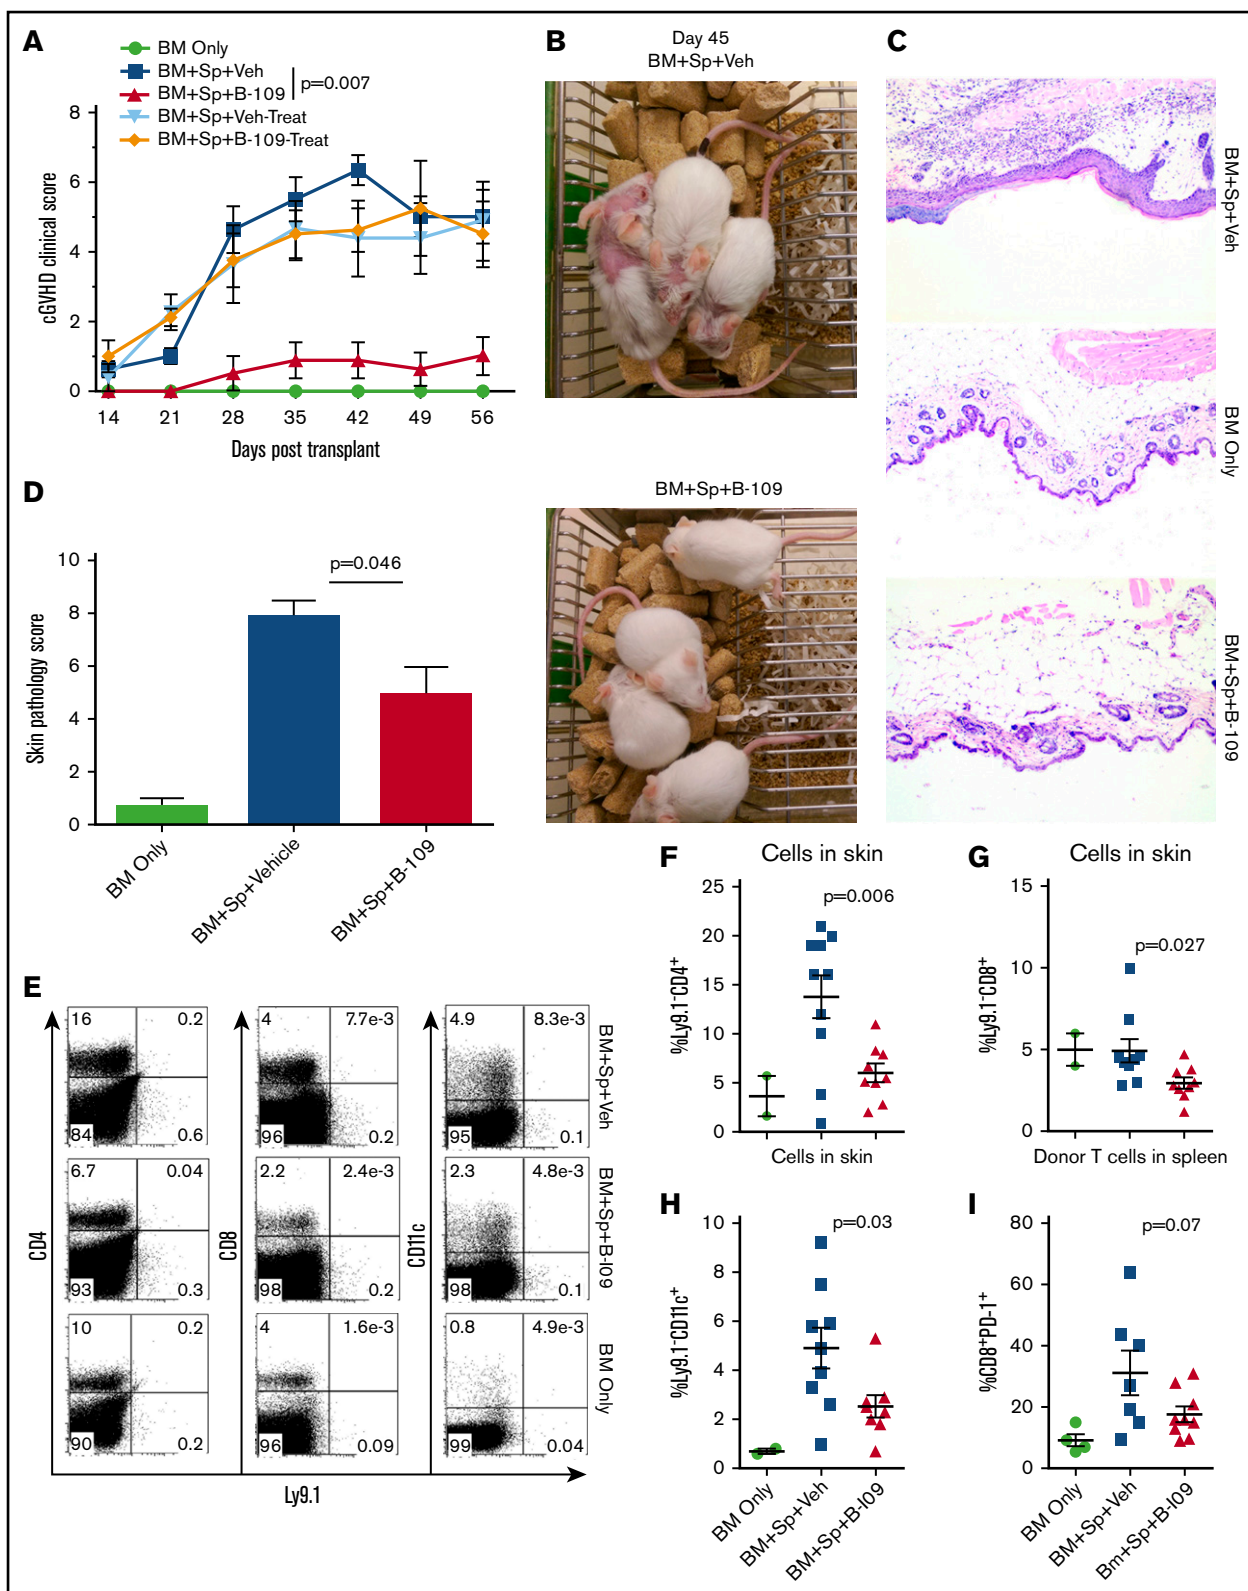 A
BM Only
BM+Sp+Veh
BM+Sp+B-109
p=0.007
BM+Sp+Veh-Treat
BM+Sp+B-109-Treat
cGVHD clinical score
8
6
4
2
0
14 21 28 35 42 49 56
Days post transplant
B
Day 45
BM+Sp+Veh
BM+Sp+B-109
C
BM+Sp+Veh
BM Only
BM+Sp+B-109
D
Skin pathology score
10
8
6
4
2
0
p=0.046
BM Only
BM+Sp+Vehicle
BM+Sp+B-109
E
CD4
CD8
CD11c
16 0.2
84 0.6
4 7.7e-3
96 0.2
4.9 8.3e-3
95 0.1
BM+Sp+Veh
6.7 0.04
93 0.3
2.2 2.4e-3
98 0.2
2.3 4.8e-3
98 0.1
BM+Sp+B-I09
10 0.2
90 0.2
4 1.6e-3
96 0.09
0.8 4.9e-3
99 0.04
BM Only
Ly9.1
F
Cells in skin
%Ly9.1-CD4+
25
20
15
10
5
0
p=0.006
G
Cells in skin
%Ly9.1-CD8+
15
10
5
0
p=0.027
H
Cells in skin
%Ly9.1-CD11c+
10
8
6
4
2
0
p=0.03
BM Only
BM+Sp+Veh
BM+Sp+B-I09
I
Donor T cells in spleen
%CD8+PD-1+
80
60
40
20
0
p=0.07
BM Only
BM+Sp+Veh
Bm+Sp+B-I09